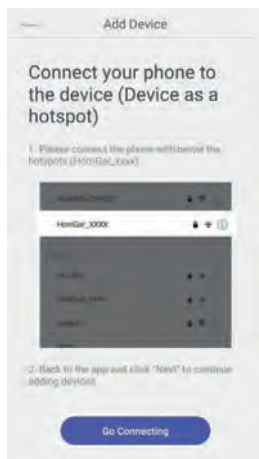 Add Device
Connect your phone to
the device (Device as a
hotspot)
1. Please connect the phone with below the
hotspots (HomGar_xxxx)
HomGar_XXXX
2. Back to the app and click "Next" to continue
adding devices
Go Connecting